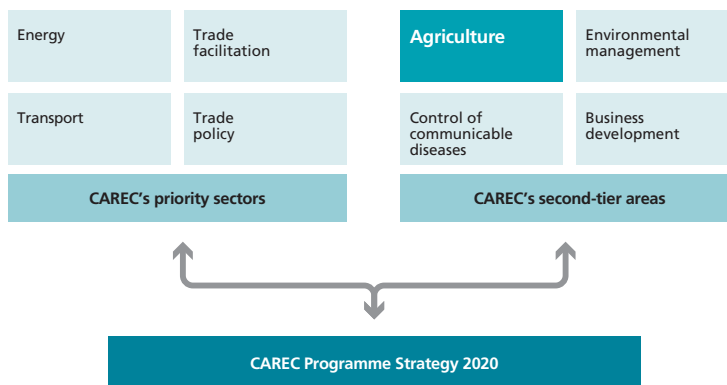 Energy
Trade
facilitation
Agriculture
Environmental
management
Transport
Trade
policy
Control of
communicable
diseases
Business
development
CAREC's priority sectors
CAREC's second-tier areas
CAREC Programme Strategy 2020